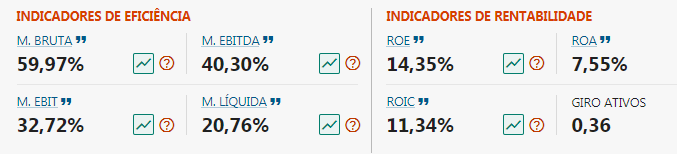 INDICADORES DE EFICIÊNCIA
M. BRUTA
59,97%
M. EBITDA
40,30%
M. EBIT
32,72%
M. LÍQUIDA
20,76%
INDICADORES DE RENTABILIDADE
ROE
14,35%
ROA
7,55%
ROIC
11,34%
GIRO ATIVOS
0,36